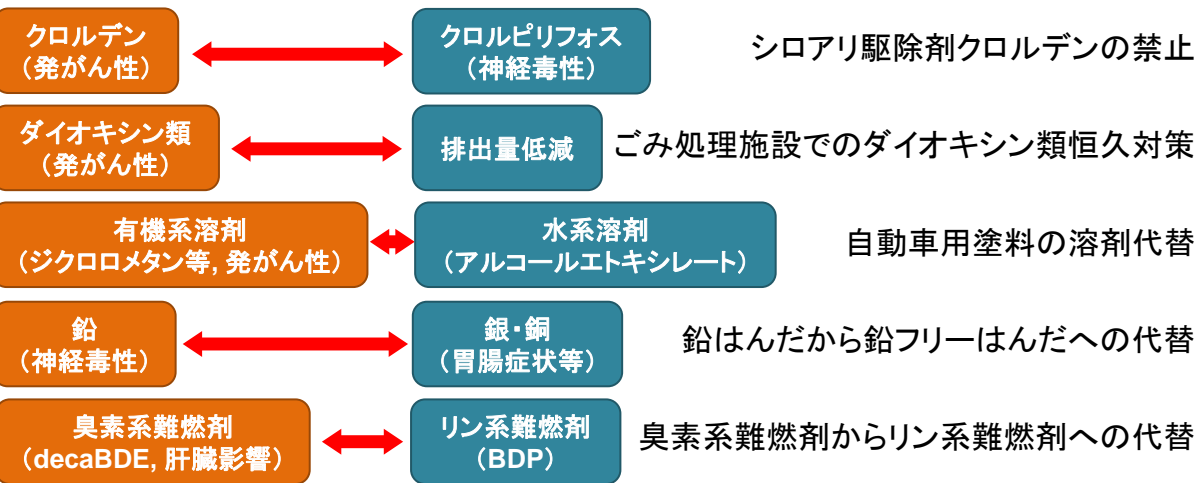 クロルデン
（発がん性）
クロルピリフォス
（神経毒性）
シロアリ駆除剤クロルデンの禁止
ダイオキシン類
（発がん性）
排出量低減
ごみ処理施設でのダイオキシン類恒久対策
有機系溶剤
（ジクロロメタン等, 発がん性）
水系溶剤
（アルコールエトキシレート）
自動車用塗料の溶剤代替
鉛
（神経毒性）
銀・銅
（胃腸症状等）
鉛はんだから鉛フリーはんだへの代替
臭素系難燃剤
（decaBDE, 肝臓影響）
リン系難燃剤
（BDP）
臭素系難燃剤からリン系難燃剤への代替